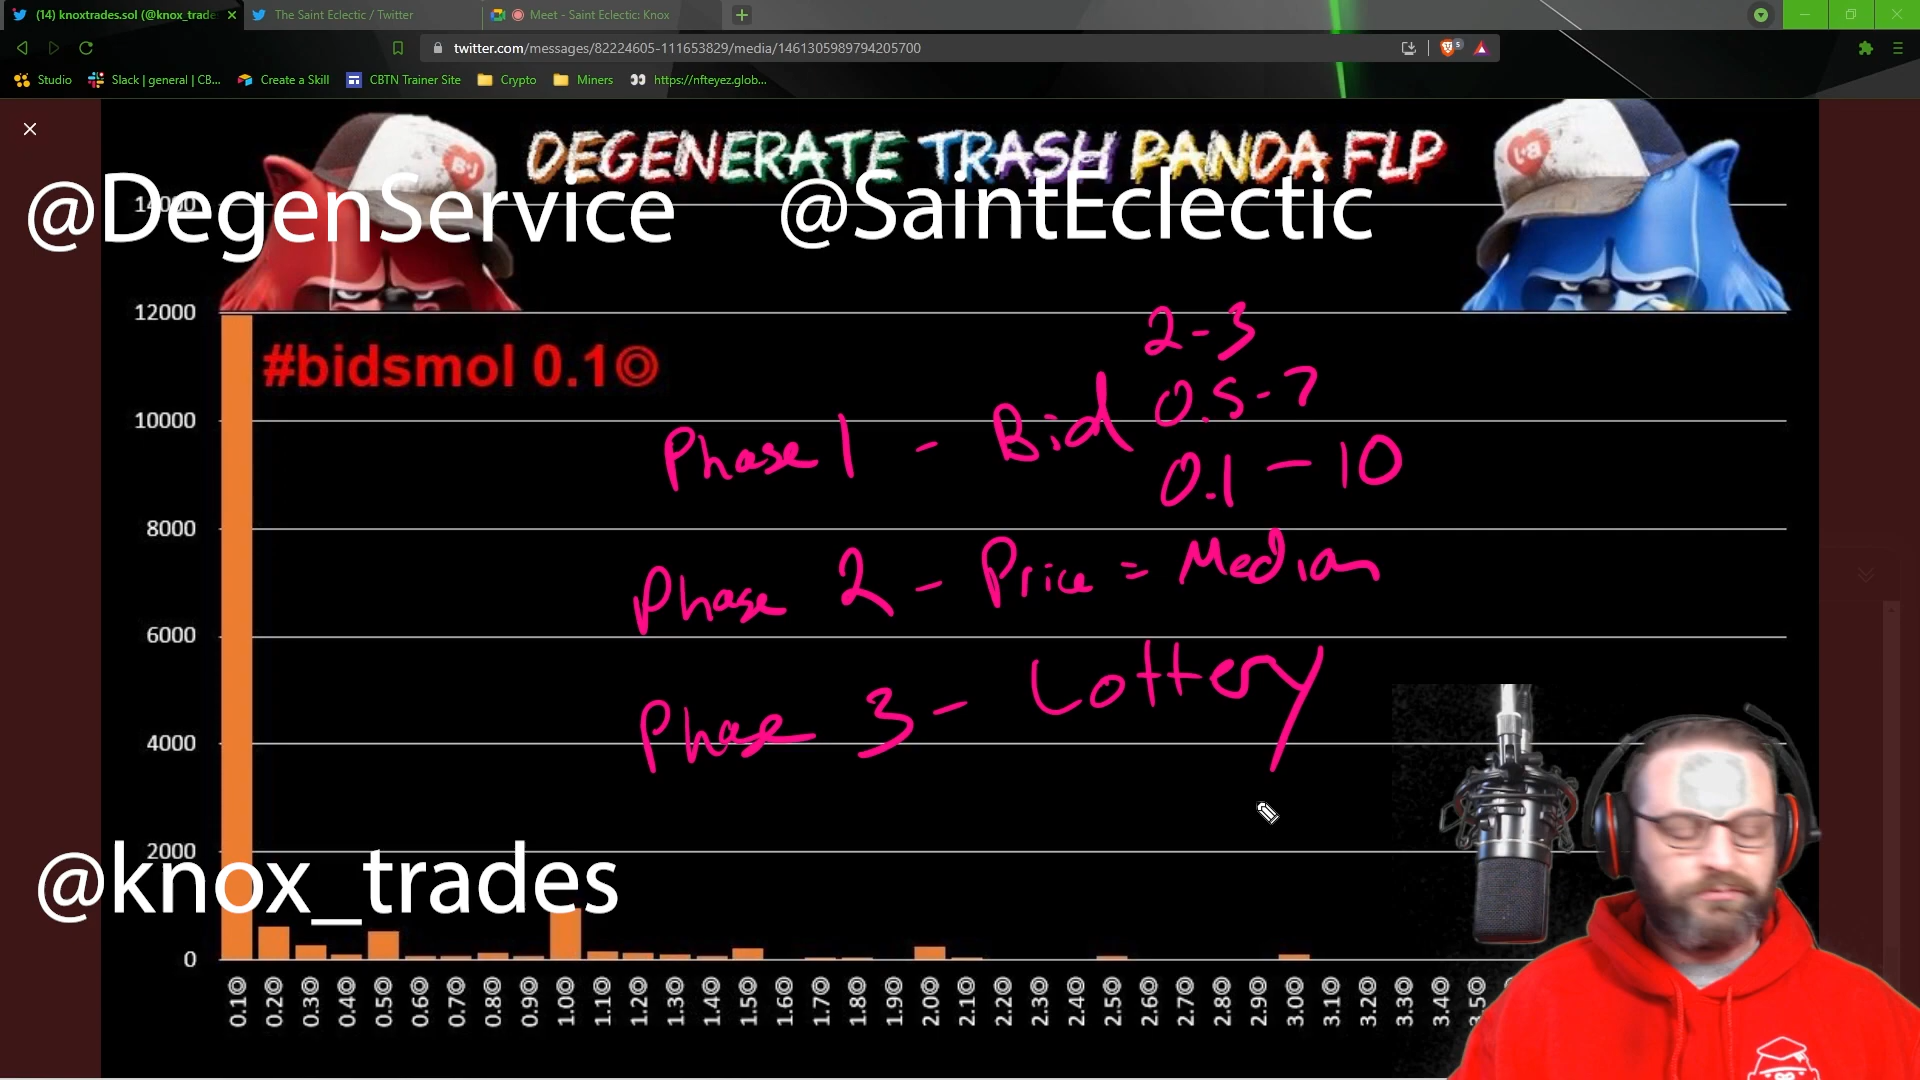 (14) knoxtrades.sol (@knox_trade
The Saint Eclectic / Twitter
Meet - Saint Eclectic: Knox
twitter.com/messages/82224605-111653829/media/1461305989794205700
5
Studio
Slack | general | CB...
Create a Skill
CBTN Trainer Site
Crypto
Miners
https://nfteyez.glob...
DEGENERATE TRASH PANDA FLP
@DegenService
@SaintEclectic
14000
12000
#bidsmol 0.1◎
2-3
0.5-7
Phase 1 - Bid
0.1 - 10
10000
8000
Phase 2 - Price = Median
6000
Phase 3 - Lottery
4000
2000
@knox_trades
0
0.1◎ 0.2◎ 0.3◎ 0.4◎ 0.5◎ 0.6◎ 0.7◎ 0.8◎ 0.9◎ 1.0◎ 1.1◎ 1.2◎ 1.3◎ 1.4◎ 1.5◎ 1.6◎ 1.7◎ 1.8◎ 1.9◎ 2.0◎ 2.1◎ 2.2◎ 2.3◎ 2.4◎ 2.5◎ 2.6◎ 2.7◎ 2.8◎ 2.9◎ 3.0◎ 3.1◎ 3.2◎ 3.3◎ 3.4◎ 3.5◎